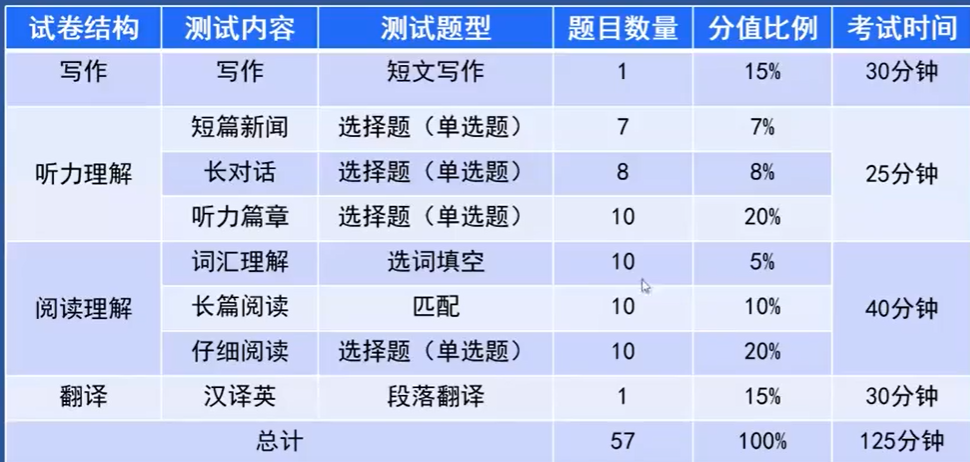 试卷结构 测试内容 测试题型 题目数量 分值比例 考试时间
写作 写作 短文写作 1 15% 30分钟
听力理解 短篇新闻 选择题（单选题） 7 7% 25分钟
长对话 选择题（单选题） 8 8%
听力篇章 选择题（单选题） 10 20%
阅读理解 词汇理解 选词填空 10 5% 40分钟
长篇阅读 匹配 10 10%
仔细阅读 选择题（单选题） 10 20%
翻译 汉译英 段落翻译 1 15% 30分钟
总计 57 100% 125分钟